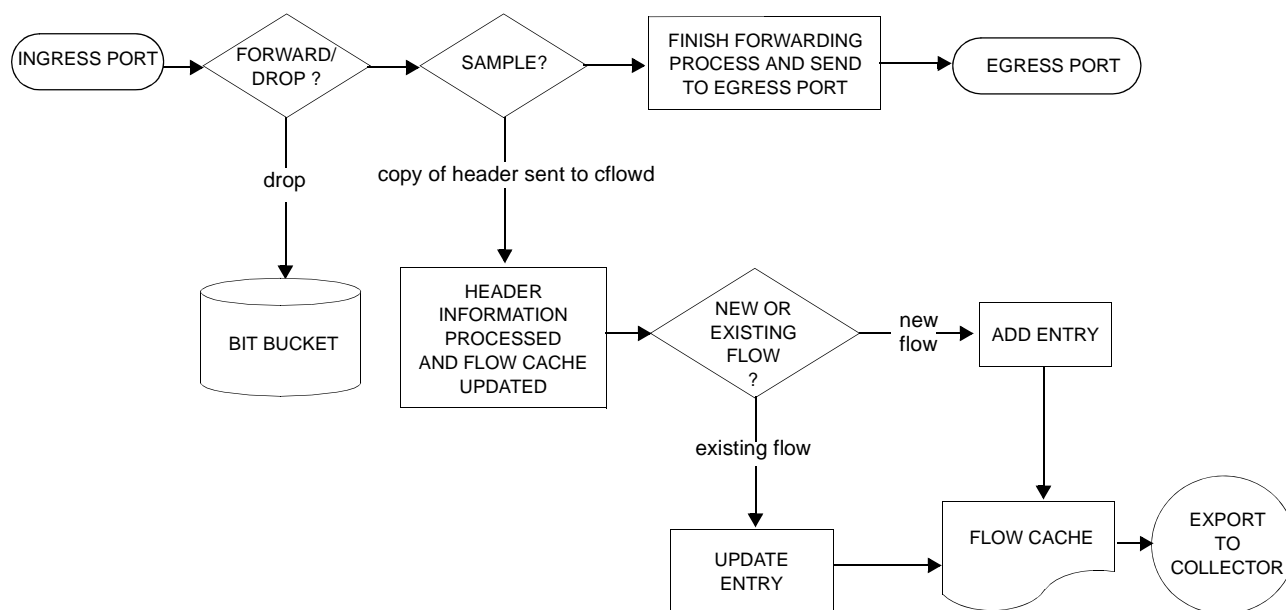 INGRESS PORT
FORWARD/
DROP ?
SAMPLE?
FINISH FORWARDING
PROCESS AND SEND
TO EGRESS PORT
EGRESS PORT
drop
copy of header sent to cflowd
BIT BUCKET
HEADER
INFORMATION
PROCESSED
AND FLOW CACHE
UPDATED
NEW OR
EXISTING
FLOW
?
new
flow
ADD ENTRY
existing flow
UPDATE
ENTRY
FLOW CACHE
EXPORT
TO
COLLECTOR